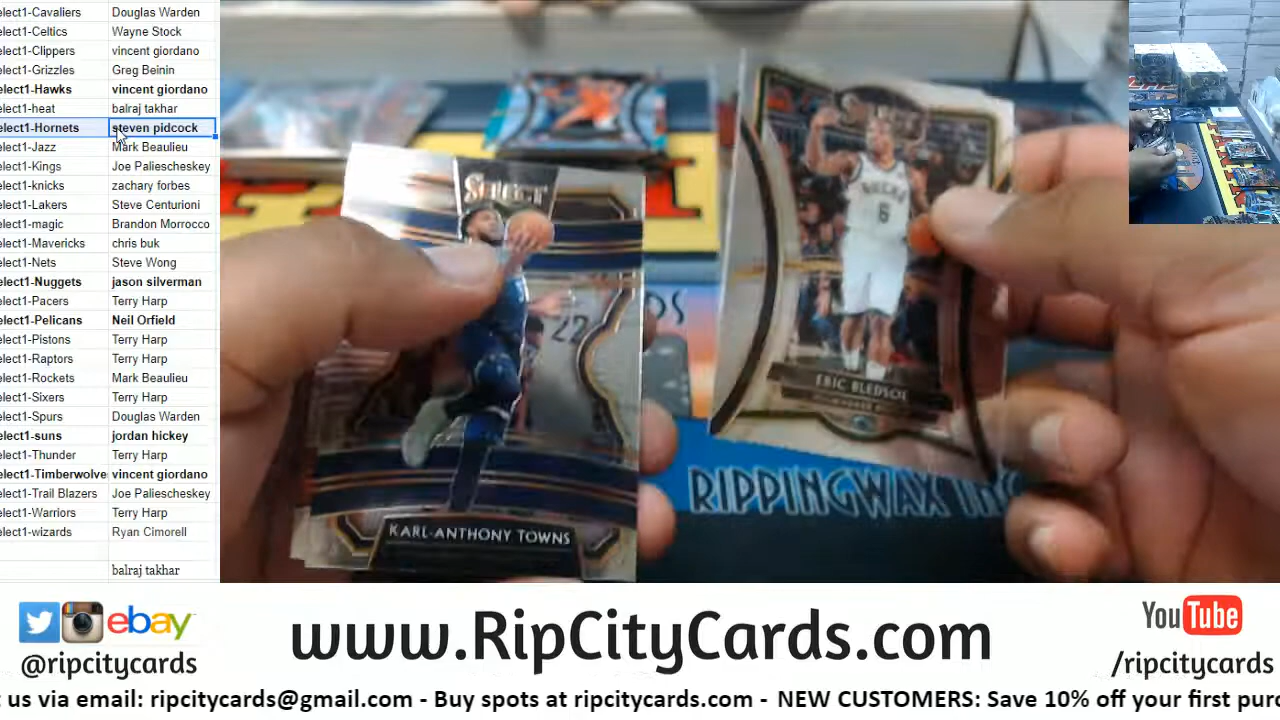 elect1-Cavaliers Douglas Warden
elect1-Celtics Wayne Stock
elect1-Clippers vincent giordano
elect1-Grizzles Greg Beinin
elect1-Hawks vincent giordano
elect1-heat balraj takhar
elect1-Hornets steven pidcock
elect1-Jazz Mark Beaulieu
elect1-Kings Joe Paliescheskey
elect1-knicks zachary forbes
elect1-Lakers Steve Centurioni
elect1-magic Brandon Morrocco
elect1-Mavericks chris buk
elect1-Nets Steve Wong
elect1-Nuggets jason silverman
elect1-Pacers Terry Harp
elect1-Pelicans Neil Orfield
elect1-Pistons Terry Harp
elect1-Raptors Terry Harp
elect1-Rockets Mark Beaulieu
elect1-Sixers Terry Harp
elect1-Spurs Douglas Warden
elect1-suns jordan hickey
elect1-Thunder Terry Harp
elect1-Timberwolve vincent giordano
elect1-Trail Blazers Joe Paliescheskey
elect1-Warriors Terry Harp
elect1-wizards Ryan Cimorell
balraj takhar
Select
22
KARL-ANTHONY TOWNS
BUCKS
6
ERIC BLEDSOE
RIPPINGWAX
ebay
@ripcitycards
www.RipCityCards.com
YouTube
/ripcitycards
t us via email: ripcitycards@gmail.com - Buy spots at ripcitycards.com - NEW CUSTOMERS: Save 10% off your first purc